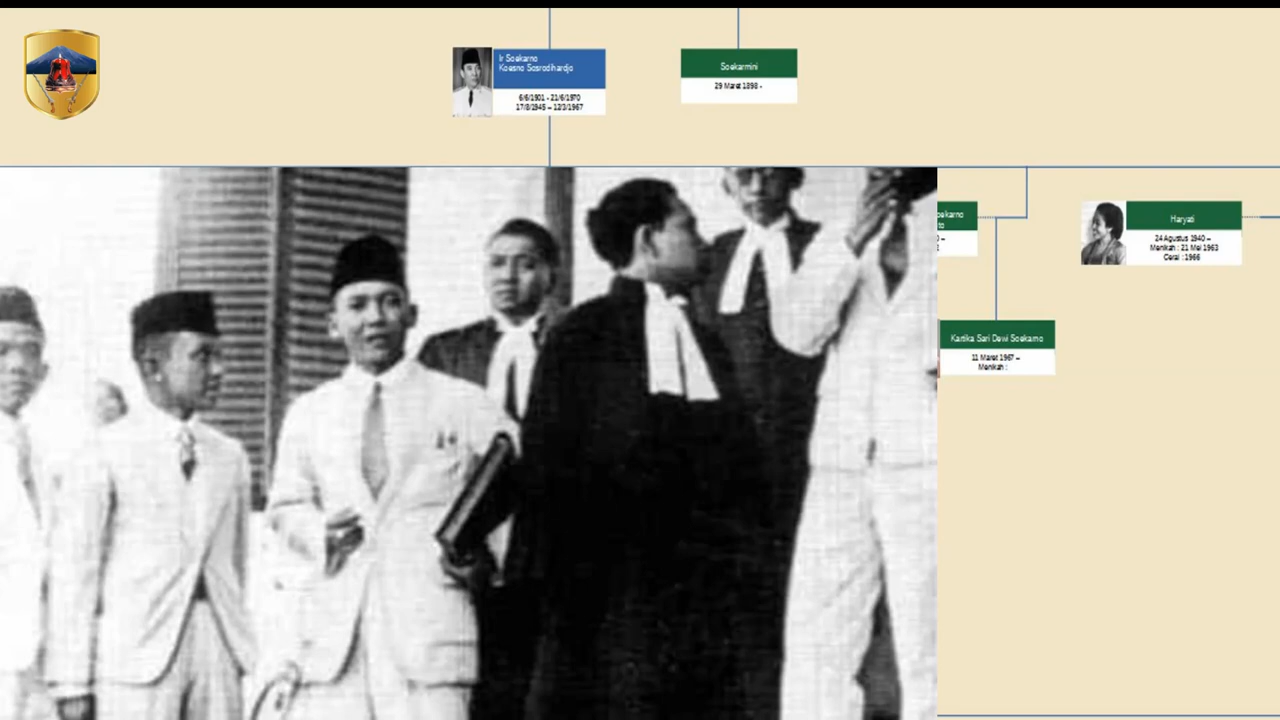 Ir Soekarno
Koesno Sosrodihardjo
6/6/1901 - 21/6/1970
17/8/1945 – 12/3/1967
Soekarmini
29 Maret 1898 -
oekarno
to
Haryati
24 Agustus 1940 –
Menikah : 21 Mei 1963
Cerai : 1966
Kartika Sari Dewi Soekarno
11 Maret 1967 –
Menikah :